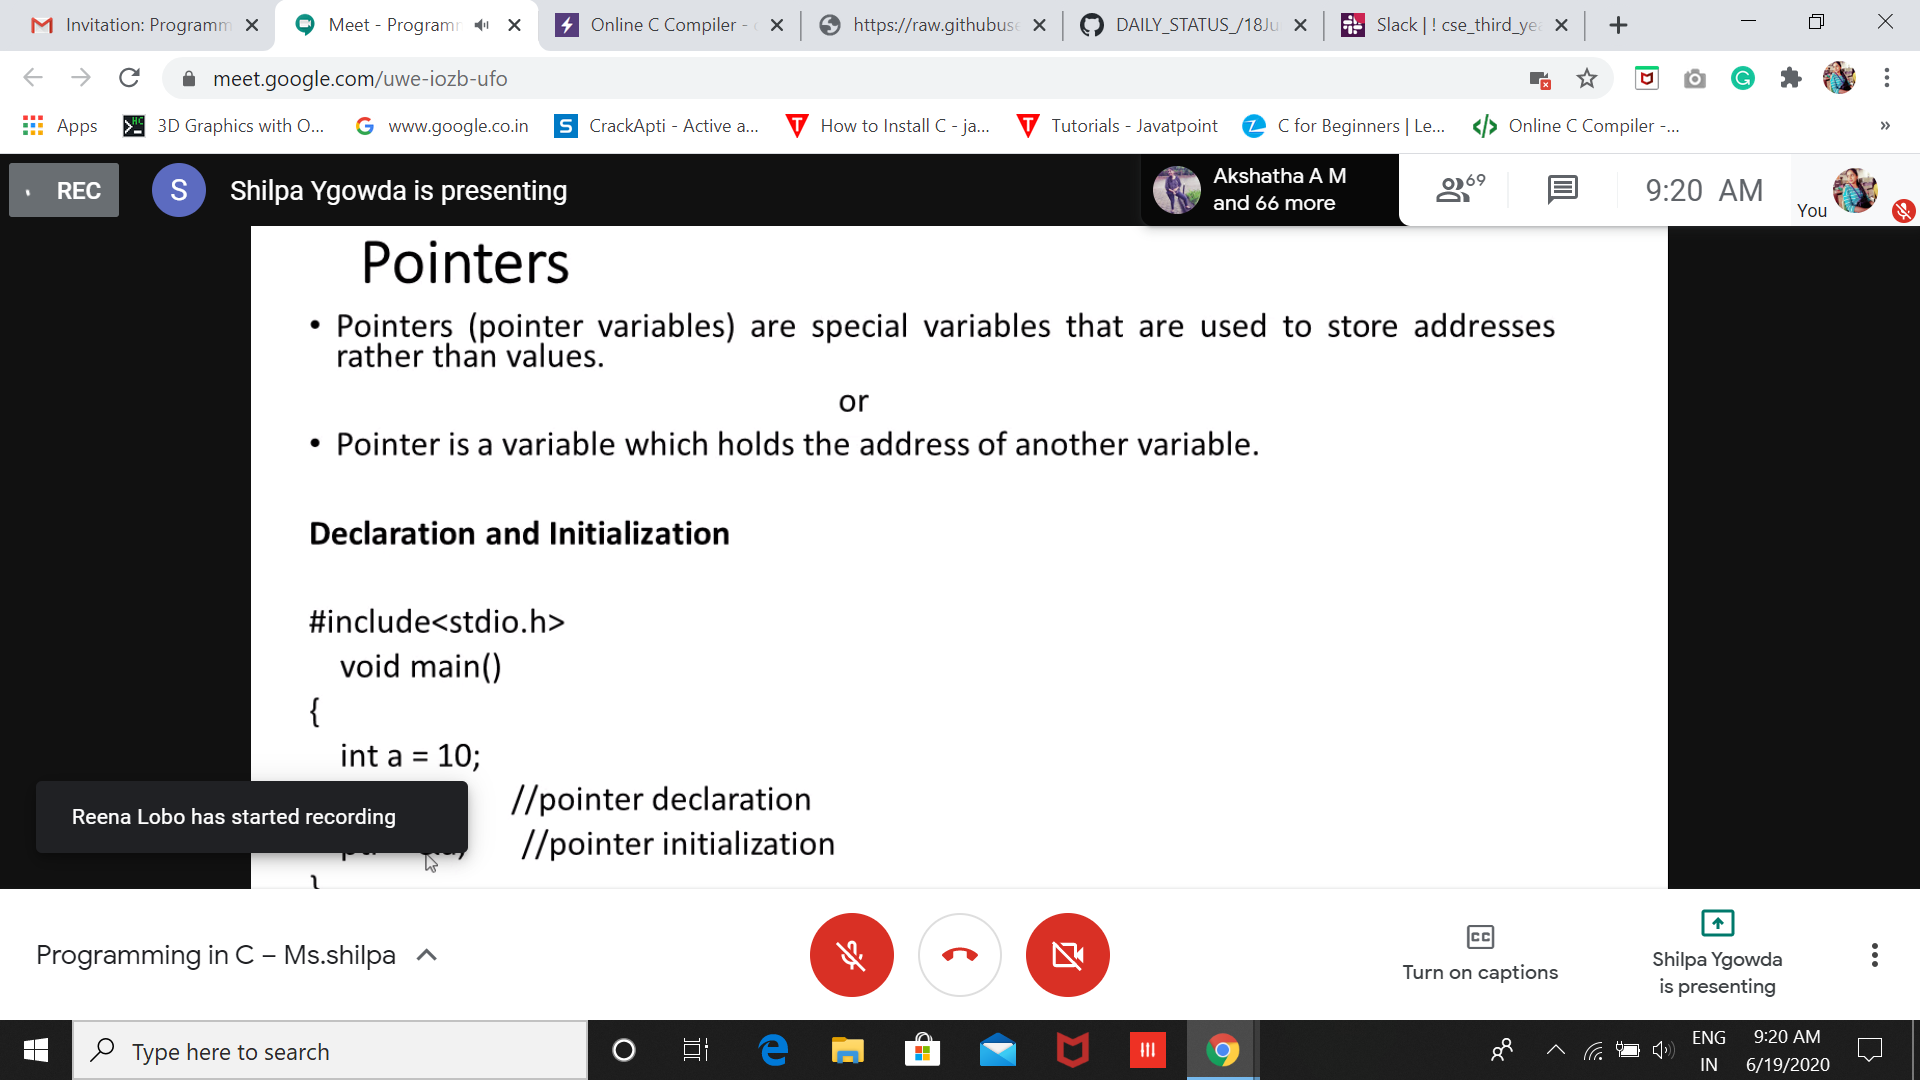 Invitation: Programm
Meet - Programm
Online C Compiler -
https://raw.githubuse
DAILY_STATUS_/18Ju
Slack | ! cse_third_yea
meet.google.com/uwe-iozb-ufo
Apps
3D Graphics with O...
www.google.co.in
CrackApti - Active a...
How to Install C - ja...
Tutorials - Javatpoint
C for Beginners | Le...
Online C Compiler -...
»
REC
S
Shilpa Ygowda is presenting
Akshatha A M
and 66 more
69
9:20 AM
You
Pointers
• Pointers (pointer variables) are special variables that are used to store addresses
rather than values.
or
• Pointer is a variable which holds the address of another variable.
Declaration and Initialization
#include<stdio.h>
void main()
{
int a = 10;
//pointer declaration
//pointer initialization
}
Reena Lobo has started recording
Programming in C – Ms.shilpa
Turn on captions
Shilpa Ygowda
is presenting
Type here to search
ENG
IN
9:20 AM
6/19/2020